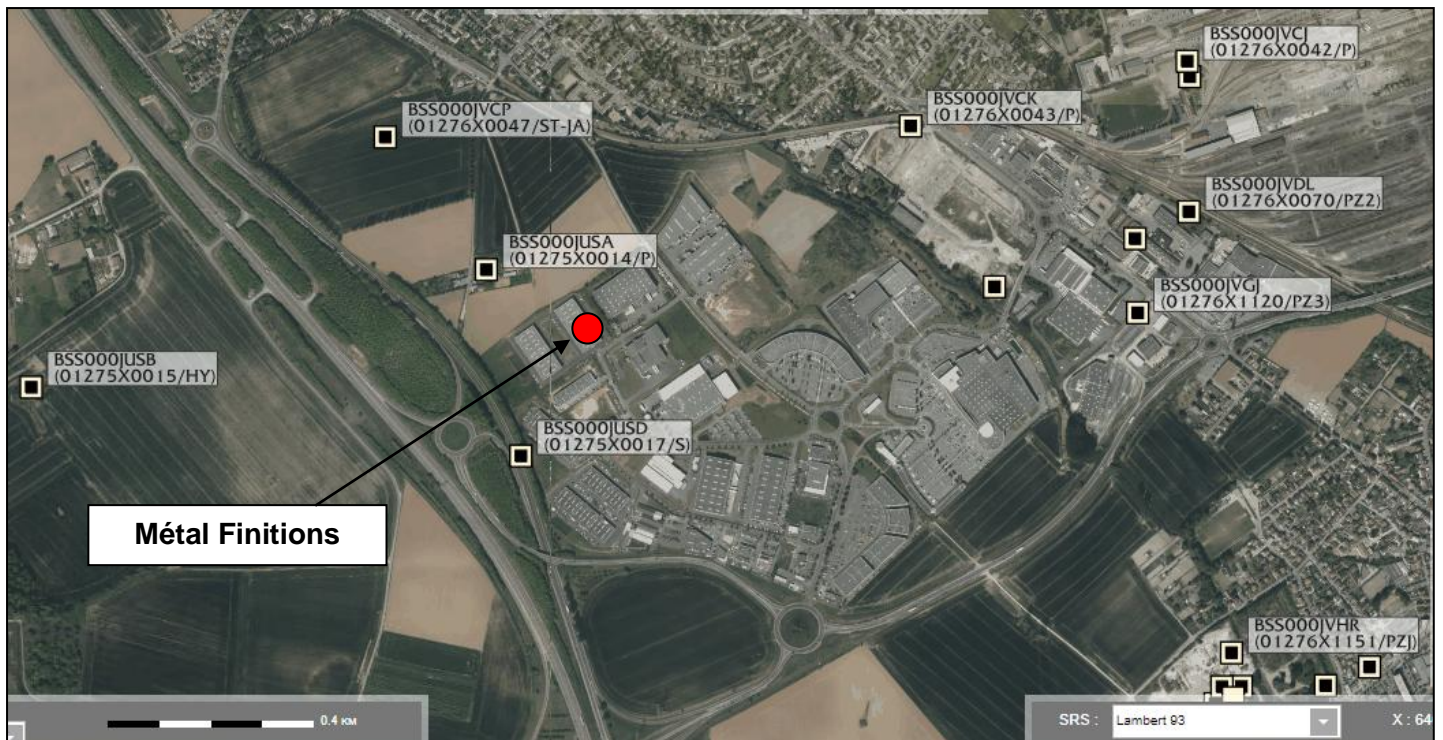 BSS000JVCJ
(01276X0042/P)
BSS000JVCP
(01276X0047/ST-JA)
BSS000JVCK
(01276X0043/P)
BSS000JVDL
(01276X0070/PZ2)
BSS000JUSA
(01275X0014/P)
BSS000JVGJ
(01276X1120/PZ3)
BSS000JUSB
(01275X0015/HY)
BSS000JUSD
(01275X0017/S)
Métal Finitions
BSS000JVHR
(01276X1151/PZJ)
0.4 KM
SRS : Lambert 93 X : 64